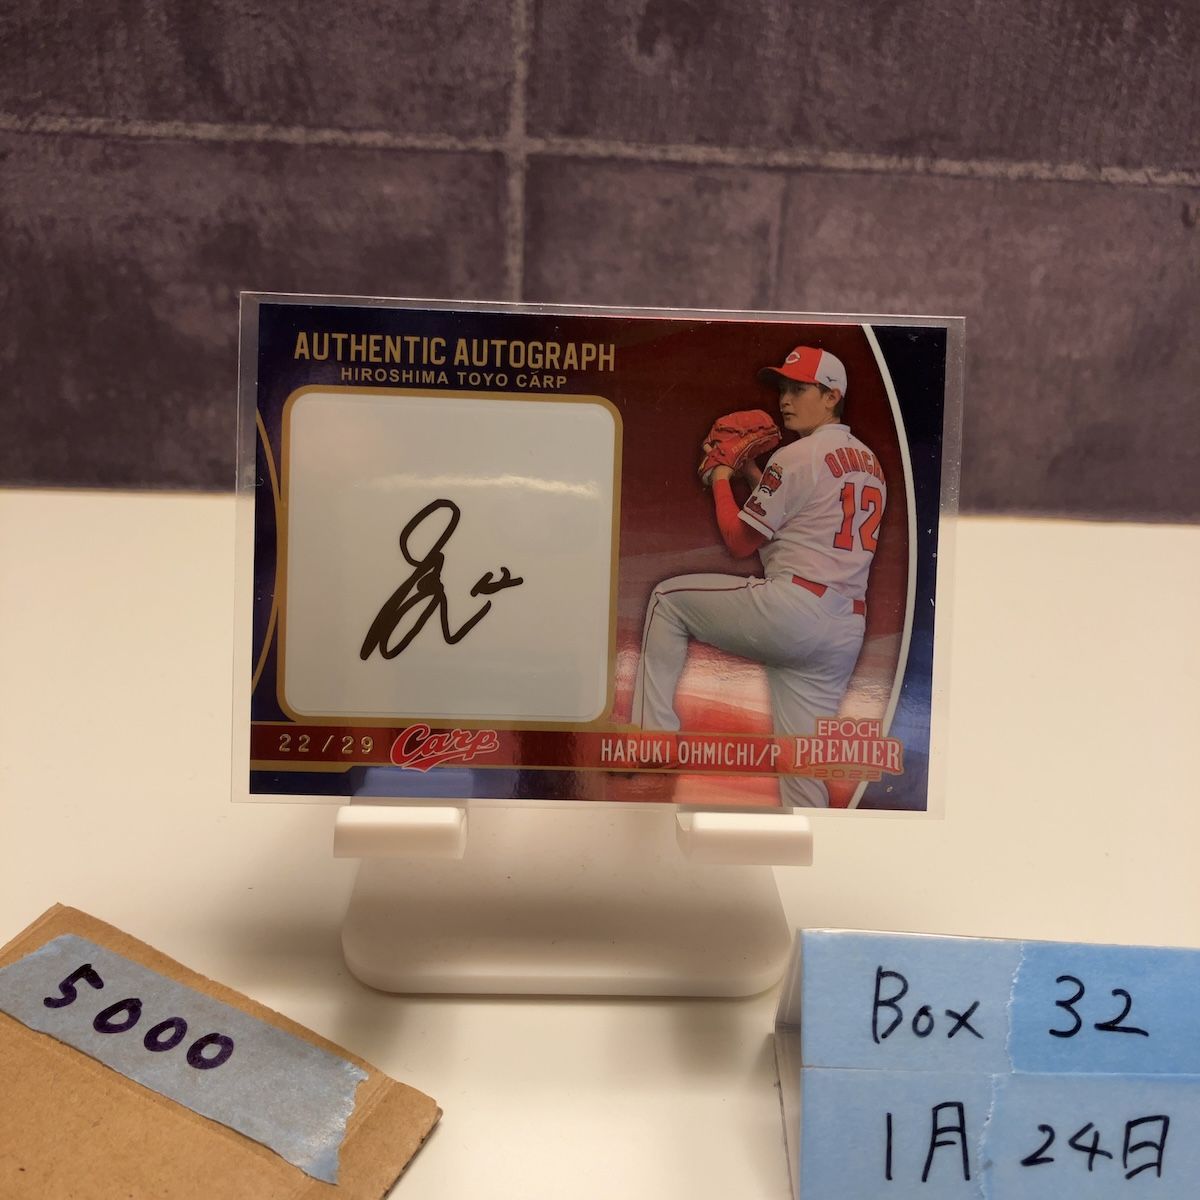 AUTHENTIC AUTOGRAPH
HIROSHIMA TOYO CARP
OHMICHI
12
22/29
Carp
HARUKI OHMICHI/P
EPOCH
PREMIER
2022
5000
Box 32
1月 24日